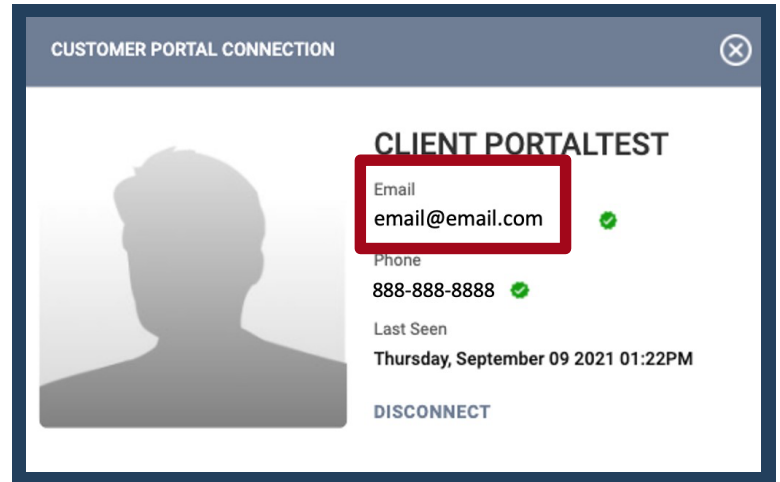 CUSTOMER PORTAL CONNECTION
CLIENT PORTALTEST
Email
email@email.com
Phone
888-888-8888
Last Seen
Thursday, September 09 2021 01:22PM
DISCONNECT